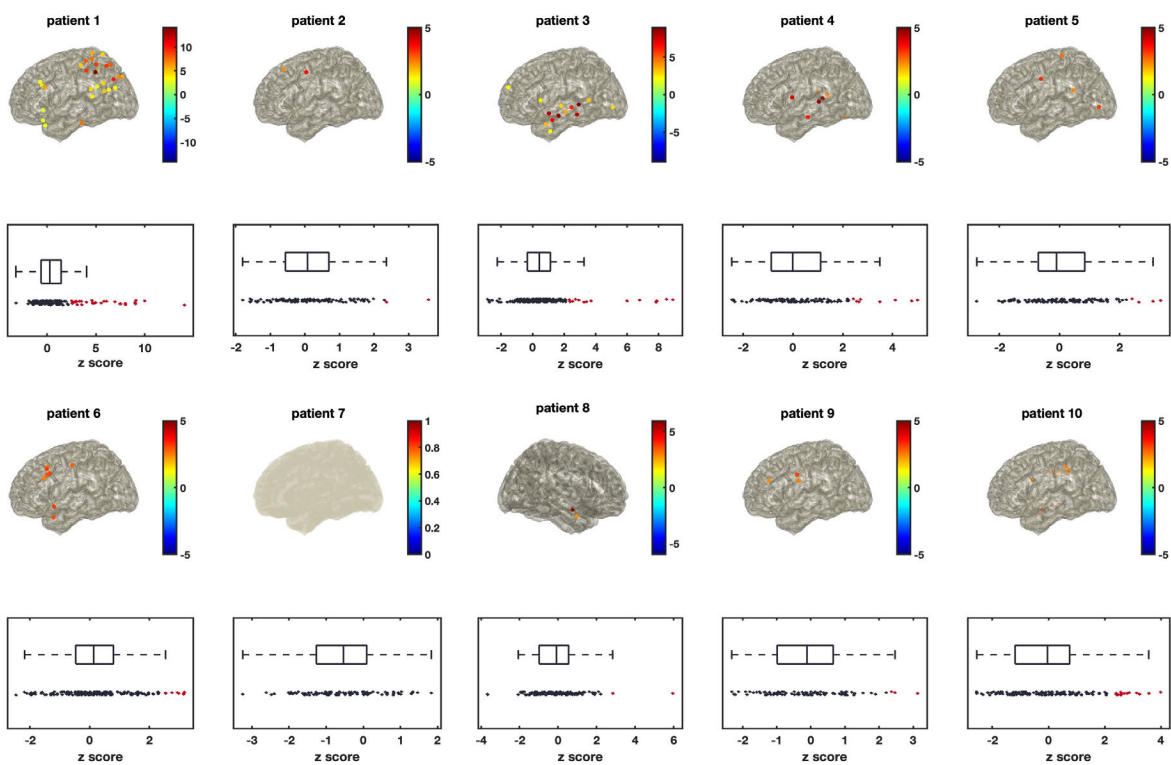 patient 1 patient 2 patient 3 patient 4 patient 5
10 5 0 -5 -10
5 0 -5
5 0 -5
5 0 -5
5 0 -5
0 5 10
z score
-2 -1 0 1 2 3
z score
-2 0 2 4 6 8
z score
-2 0 2 4
z score
-2 0 2
z score
patient 6 patient 7 patient 8 patient 9 patient 10
5 0 -5
1 0.8 0.6 0.4 0.2 0
5 0 -5
5 0 -5
5 0 -5
-2 0 2
z score
-3 -2 -1 0 1 2
z score
-4 -2 0 2 4 6
z score
-2 -1 0 1 2 3
z score
-2 0 2 4
z score